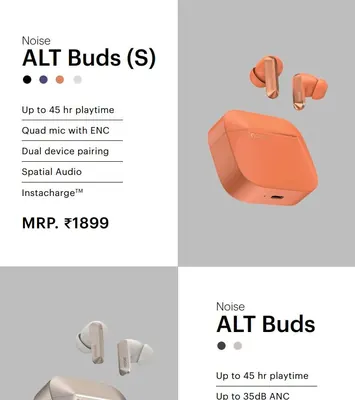 Noise
ALT Buds (S)
Up to 45 hr playtime
Quad mic with ENC
Dual device pairing
Spatial Audio
Instacharge™
MRP. ₹1899
Noise
ALT Buds
Up to 45 hr playtime
Up to 35dB ANC